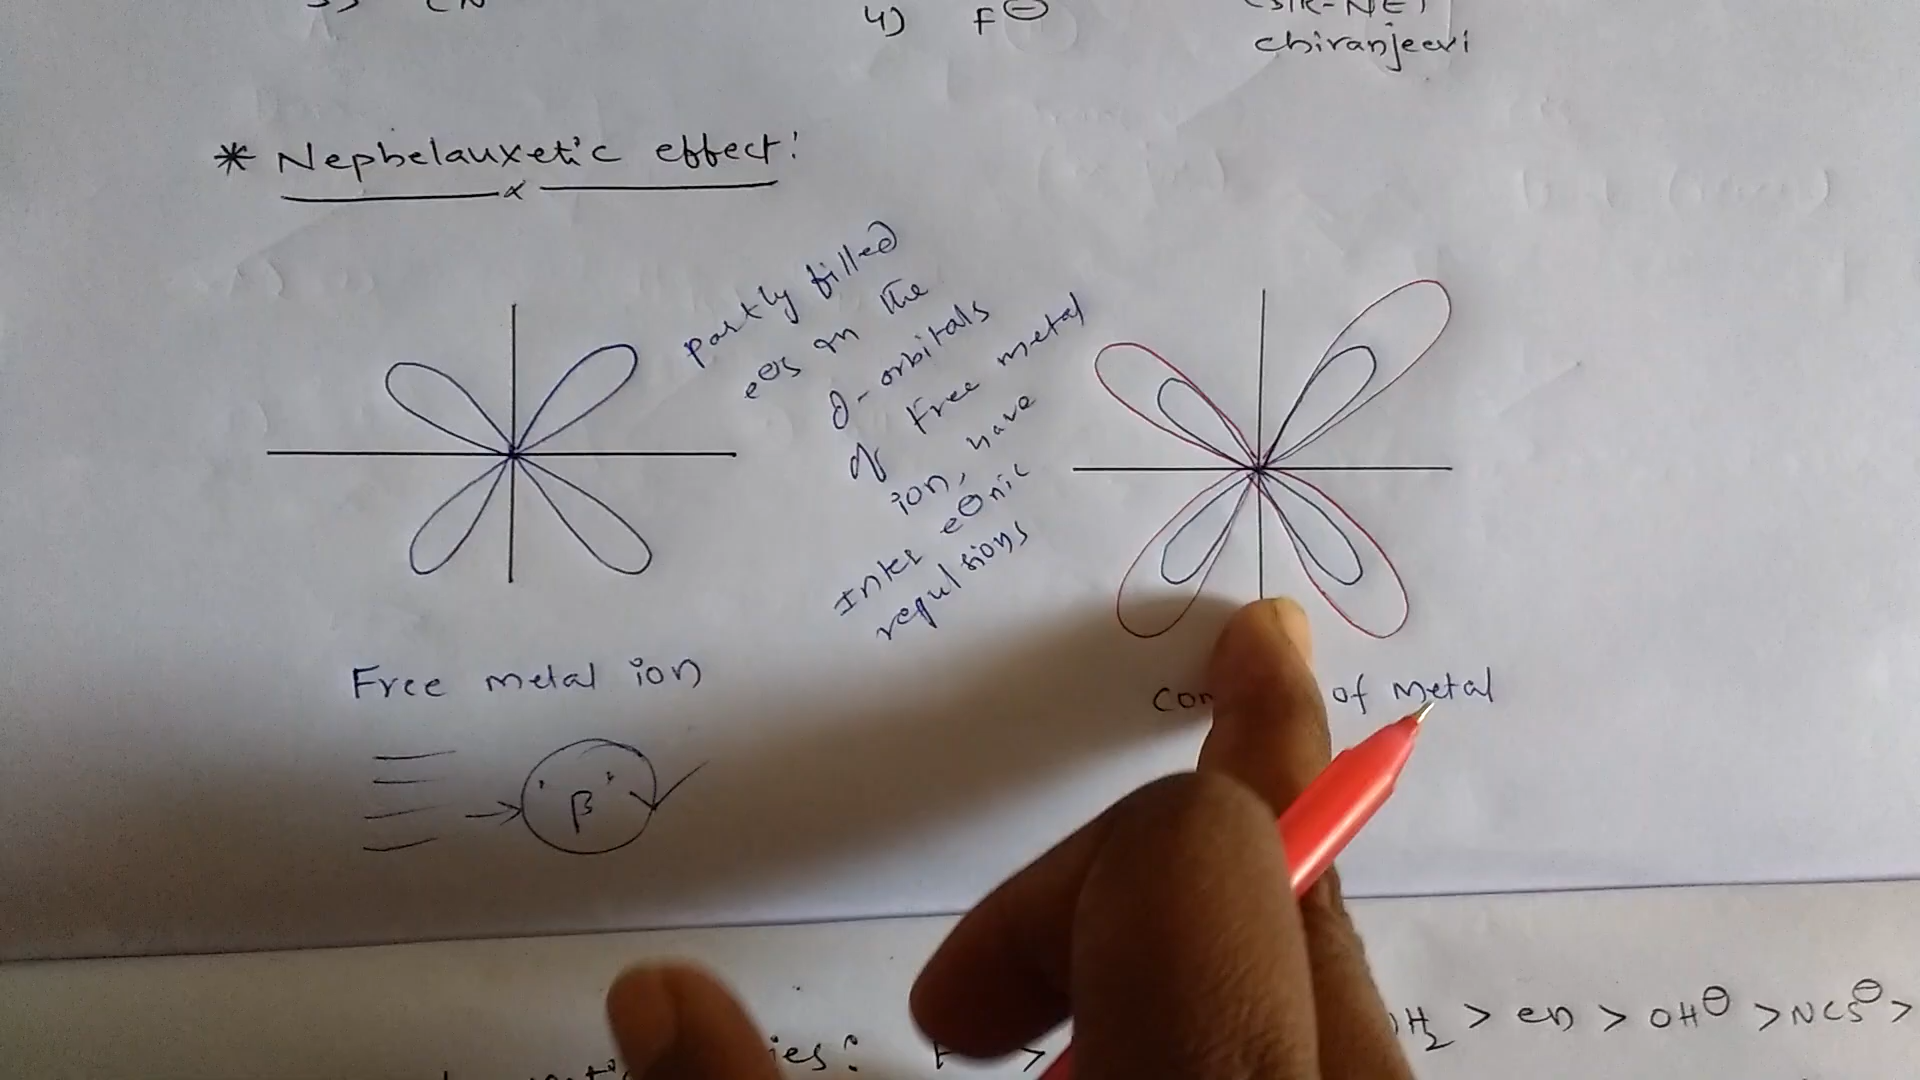 4) F⊖
chiranjeevi
* Nephelauxetic effect:
partly filled
e⊖s in the
d-orbitals
of Free metal
ion, have
Inter e⊖nic
repulsions
Free metal ion
of Metal
→ 'β'
H₂ > en > OH⊖ > NCS⊖ >